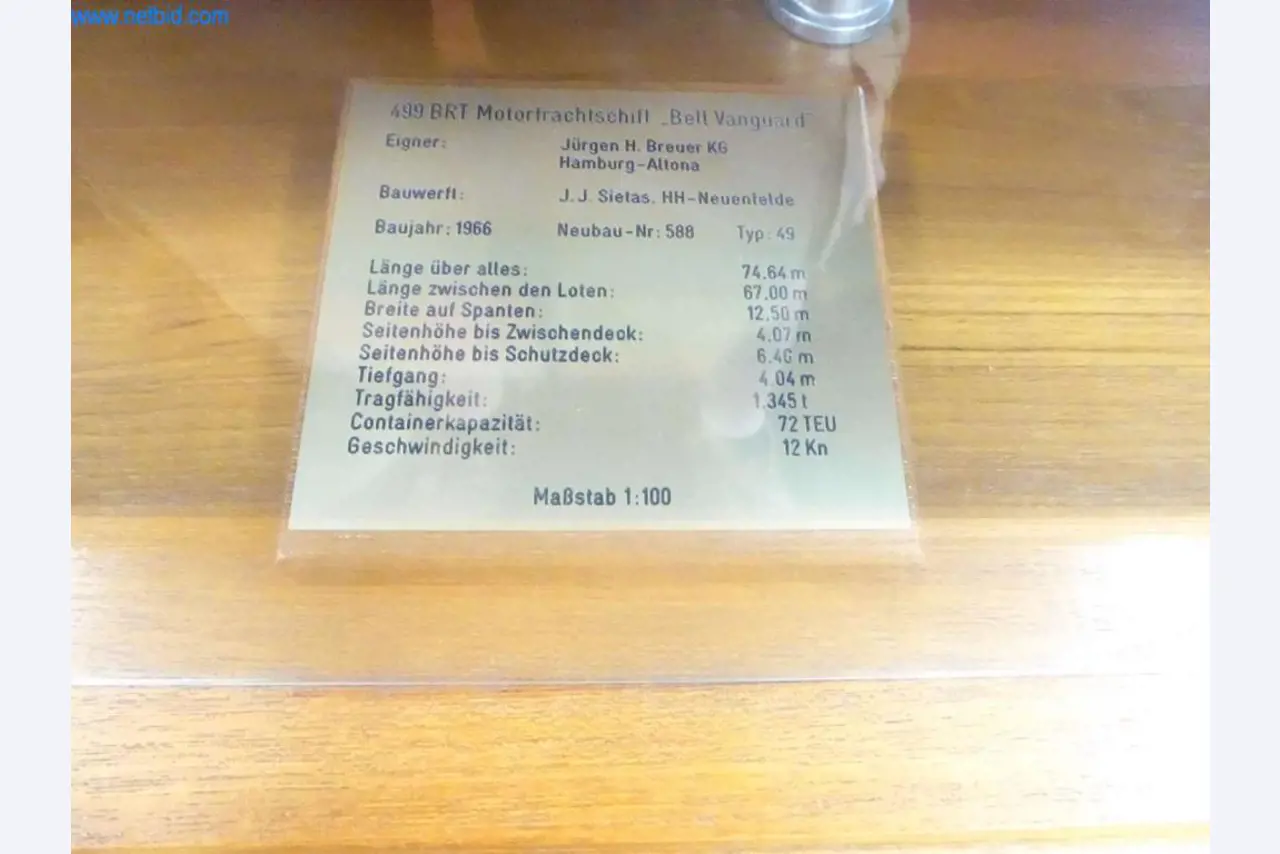 www.netbid.com
499 BRT Motorfrachtschiff „Bell Vanguard"
Eigner: Jürgen H. Breuer KG
Hamburg-Altona
Bauwerft: J. J. Sietas, HH-Neuenfelde
Baujahr: 1966 Neubau-Nr: 588 Typ: 49
Länge über alles: 74.64 m
Länge zwischen den Loten: 67.00 m
Breite auf Spanten: 12.50 m
Seitenhöhe bis Zwischendeck: 4.07 m
Seitenhöhe bis Schutzdeck: 6.46 m
Tiefgang: 4.04 m
Tragfähigkeit: 1.345 t
Containerkapazität: 72 TEU
Geschwindigkeit: 12 Kn
Maßstab 1:100